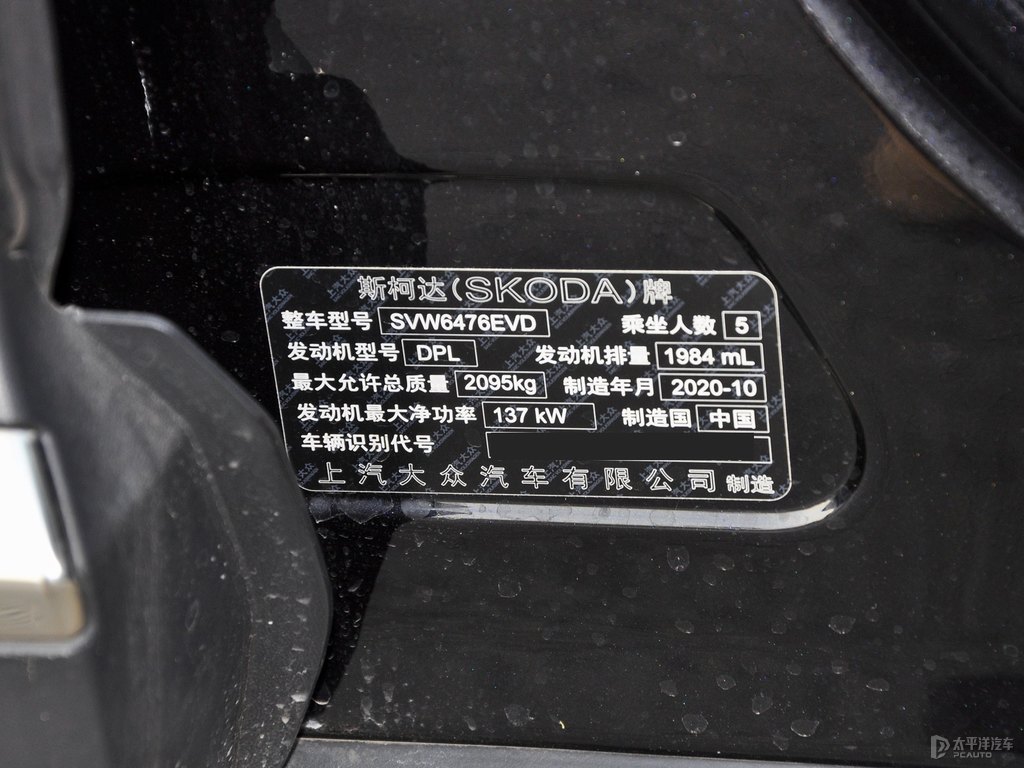 斯柯达(SKODA)牌
整车型号 SVW6476EVD 乘坐人数 5
发动机型号 DPL 发动机排量 1984 mL
最大允许总质量 2095kg 制造年月 2020-10
发动机最大净功率 137 kW 制造国 中国
车辆识别代号
上汽大众汽车有限公司 制造
太平洋汽车
PCAUTO